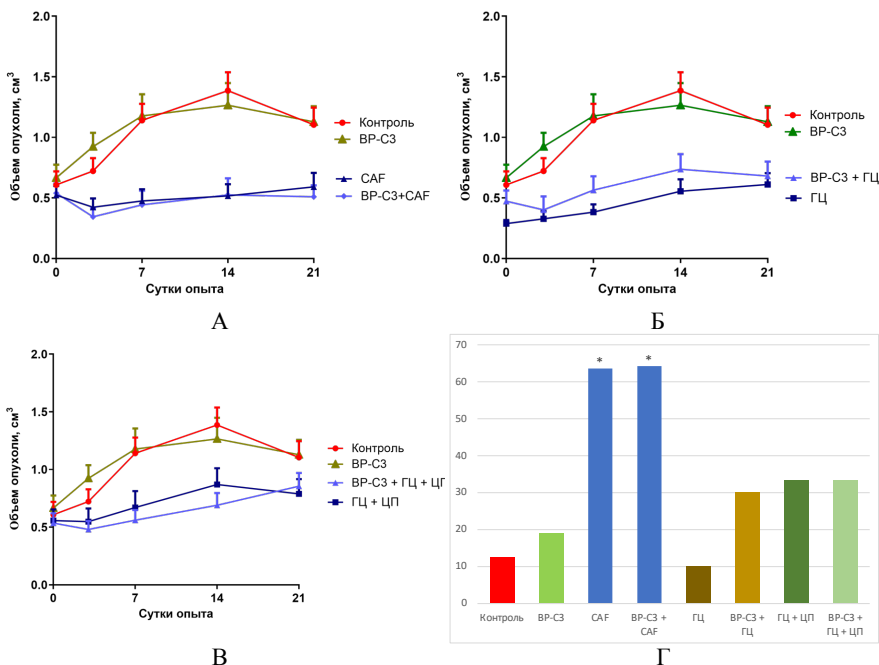 2.0
1.5
1.0
0.5
0.0
Объем опухоли, см3
0
7
14
21
Сутки опыта
Контроль
ВР-С3
CAF
ВР-С3+CAF
А
2.0
1.5
1.0
0.5
0.0
Объем опухоли, см3
0
7
14
21
Сутки опыта
Контроль
ВР-С3
ВР-С3 + ГЦ
ГЦ
Б
2.0
1.5
1.0
0.5
0.0
Объем опухоли, см3
0
7
14
21
Сутки опыта
Контроль
ВР-С3
ВР-С3 + ГЦ + ЦП
ГЦ + ЦП
В
70
60
50
40
30
20
10
0
*
*
Контроль
ВР-С3
CAF
ВР-С3 +
CAF
ГЦ
ВР-С3 +
ГЦ
ГЦ + ЦП
ВР-С3 +
ГЦ + ЦП
Г